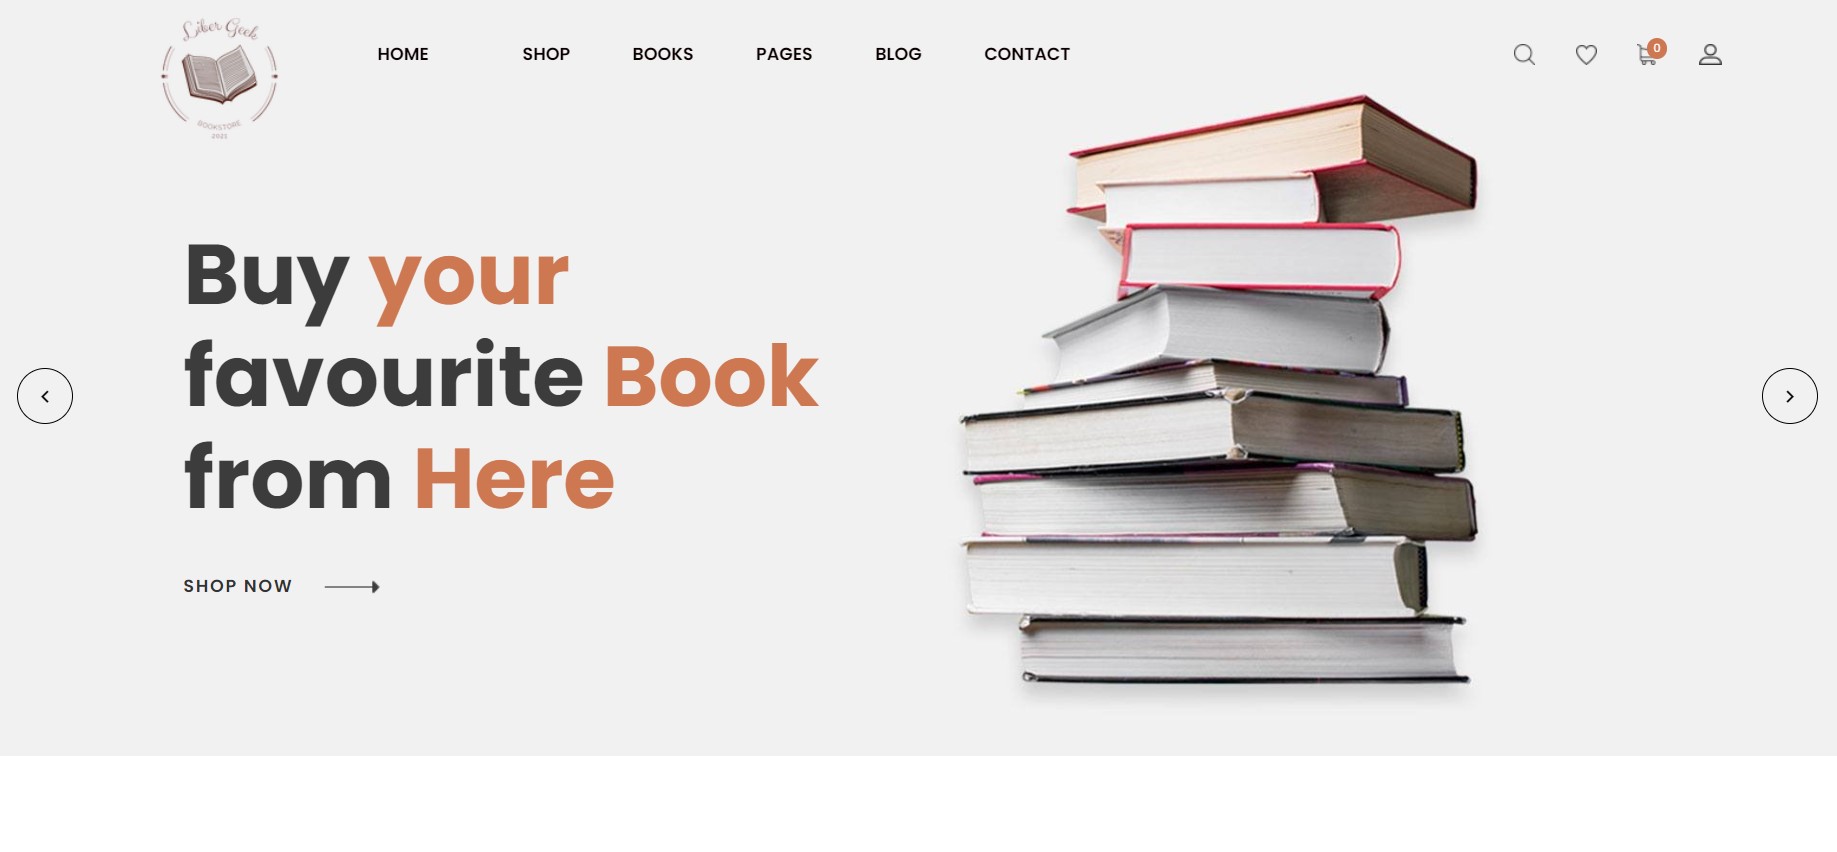 Liber Geek
BOOKSTORE
2021
HOME
SHOP
BOOKS
PAGES
BLOG
CONTACT
0
Buy your
favourite Book
from Here
SHOP NOW